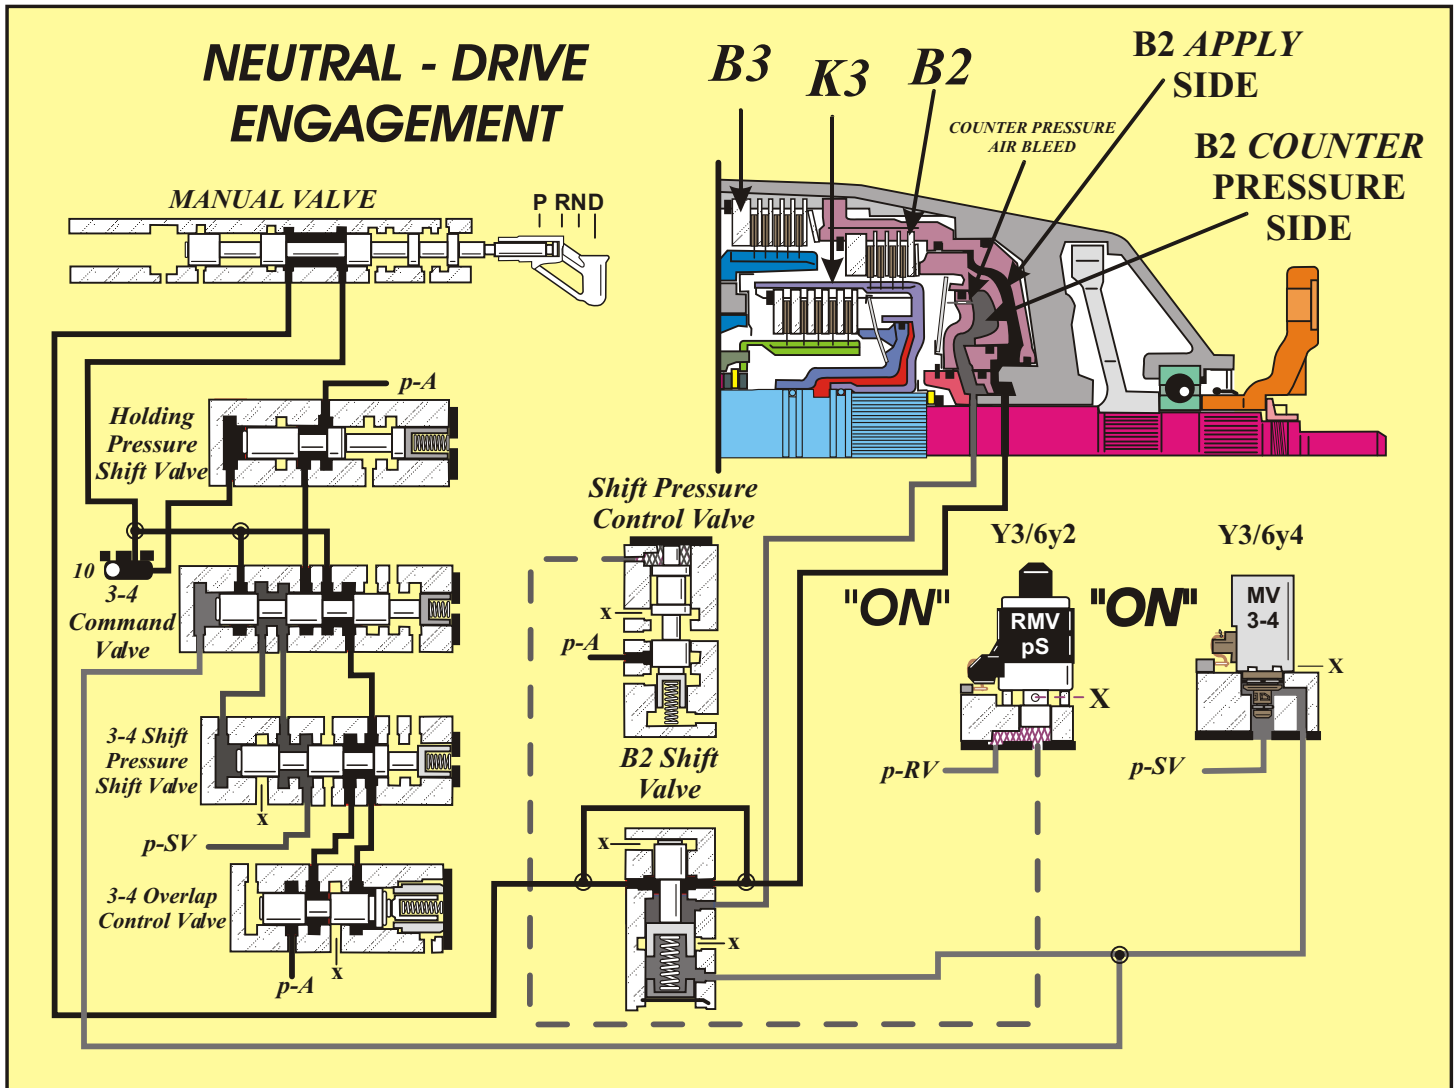 NEUTRAL - DRIVE
ENGAGEMENT
B3
K3
B2
B2 APPLY
SIDE
COUNTER PRESSURE
AIR BLEED
B2 COUNTER
PRESSURE
SIDE
MANUAL VALVE
P RND
p-A
Holding
Pressure
Shift Valve
10
3-4
Command
Valve
3-4 Shift
Pressure
Shift Valve
x
p-SV
3-4 Overlap
Control Valve
x
p-A
Shift Pressure
Control Valve
x
p-A
B2 Shift
Valve
x
x
Y3/6y2
"ON"
RMV
pS
X
p-RV
Y3/6y4
"ON"
MV
3-4
X
p-SV